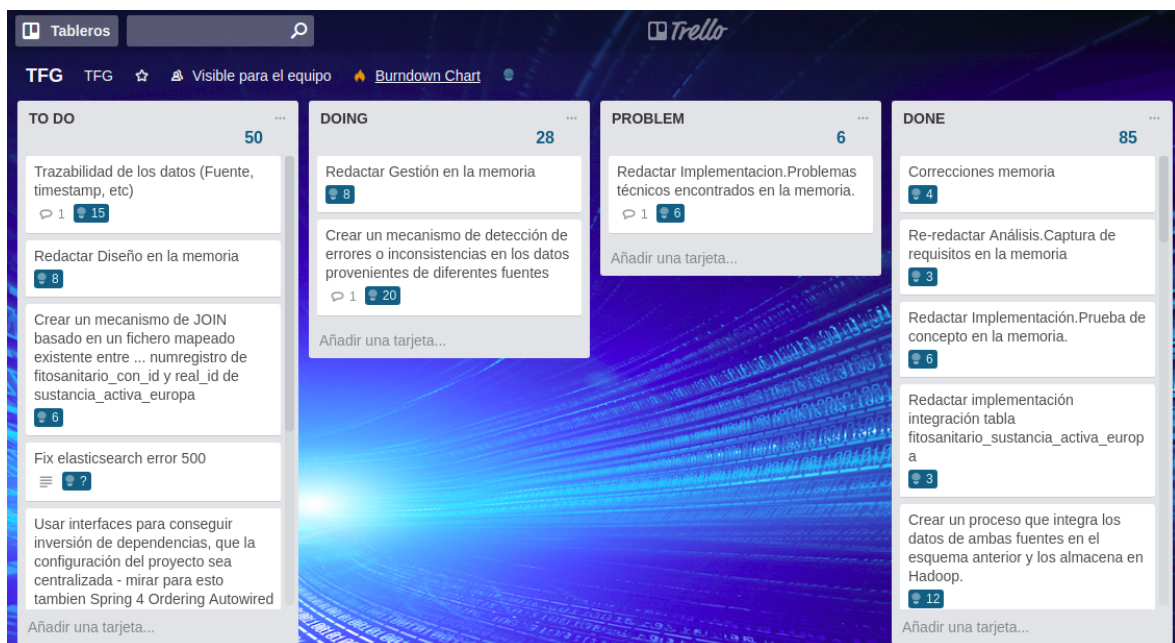 Tableros
Trello
TFG TFG Visible para el equipo Burndown Chart
TO DO
50
Trazabilidad de los datos (Fuente,
timestamp, etc)
1 15
Redactar Diseño en la memoria
8
Crear un mecanismo de JOIN
basado en un fichero mapeado
existente entre ... numregistro de
fitosanitario_con_id y real_id de
sustancia_activa_europa
6
Fix elasticsearch error 500
?
Usar interfaces para conseguir
inversión de dependencias, que la
configuración del proyecto sea
centralizada - mirar para esto
tambien Spring 4 Ordering Autowired
Añadir una tarjeta...
DOING
28
Redactar Gestión en la memoria
8
Crear un mecanismo de detección de
errores o inconsistencias en los datos
provenientes de diferentes fuentes
1 20
Añadir una tarjeta...
PROBLEM
6
Redactar Implementacion.Problemas
técnicos encontrados en la memoria.
1 6
Añadir una tarjeta...
DONE
85
Correcciones memoria
4
Re-redactar Análisis.Captura de
requisitos en la memoria
3
Redactar Implementación.Prueba de
concepto en la memoria.
6
Redactar implementación
integración tabla
fitosanitario_sustancia_activa_europ
a
3
Crear un proceso que integra los
datos de ambas fuentes en el
esquema anterior y los almacena en
Hadoop.
12
Añadir una tarjeta...